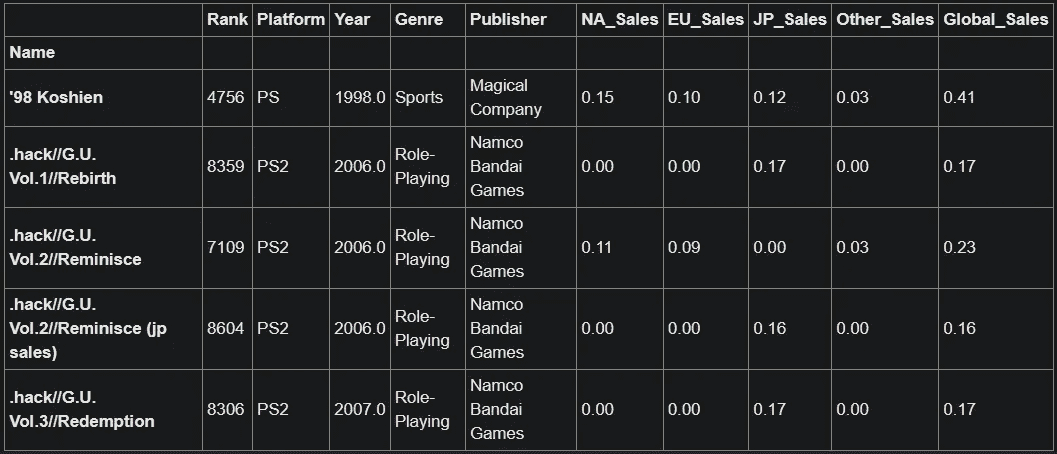 Rank Platform Year Genre Publisher NA_Sales EU_Sales JP_Sales Other_Sales Global_Sales
Name
'98 Koshien 4756 PS 1998.0 Sports Magical Company 0.15 0.10 0.12 0.03 0.41
.hack//G.U. Vol.1//Rebirth 8359 PS2 2006.0 Role-Playing Namco Bandai Games 0.00 0.00 0.17 0.00 0.17
.hack//G.U. Vol.2//Reminisce 7109 PS2 2006.0 Role-Playing Namco Bandai Games 0.11 0.09 0.00 0.03 0.23
.hack//G.U. Vol.2//Reminisce (jp sales) 8604 PS2 2006.0 Role-Playing Namco Bandai Games 0.00 0.00 0.16 0.00 0.16
.hack//G.U. Vol.3//Redemption 8306 PS2 2007.0 Role-Playing Namco Bandai Games 0.00 0.00 0.17 0.00 0.17